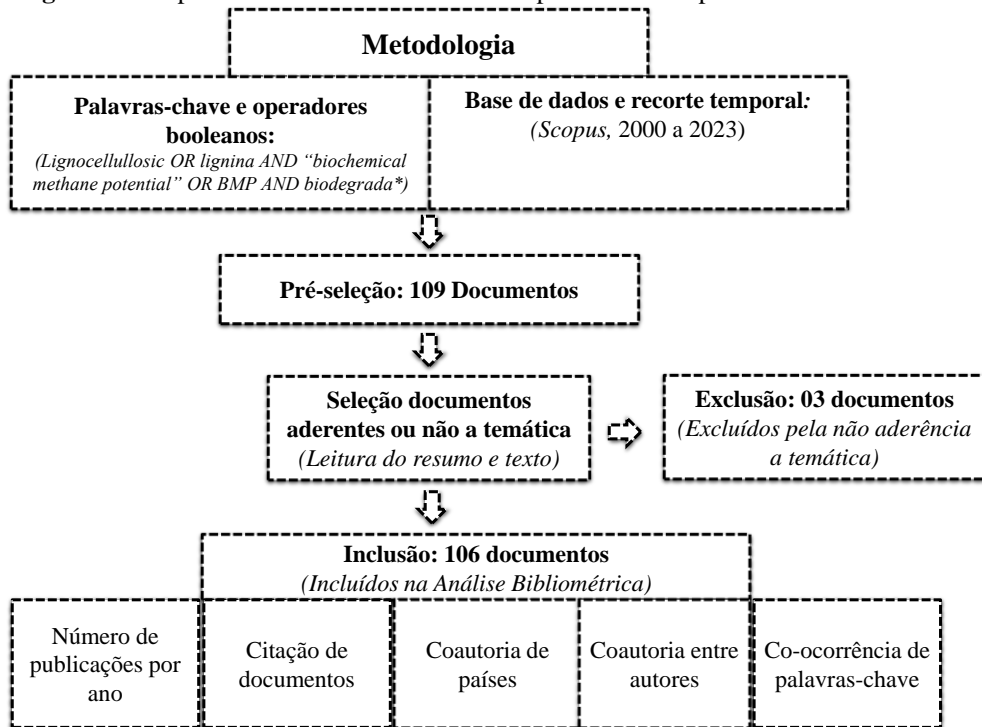 Metodologia
Palavras-chave e operadores
booleanos:
(Lignocellullosic OR lignina AND “biochemical
methane potential” OR BMP AND biodegrada*)
Base de dados e recorte temporal:
(Scopus, 2000 a 2023)
Pré-seleção: 109 Documentos
Seleção documentos
aderentes ou não a temática
(Leitura do resumo e texto)
Exclusão: 03 documentos
(Excluídos pela não aderência
a temática)
Inclusão: 106 documentos
(Incluídos na Análise Bibliométrica)
Número de
publicações por
ano
Citação de
documentos
Coautoria de
países
Coautoria entre
autores
Co-ocorrência de
palavras-chave